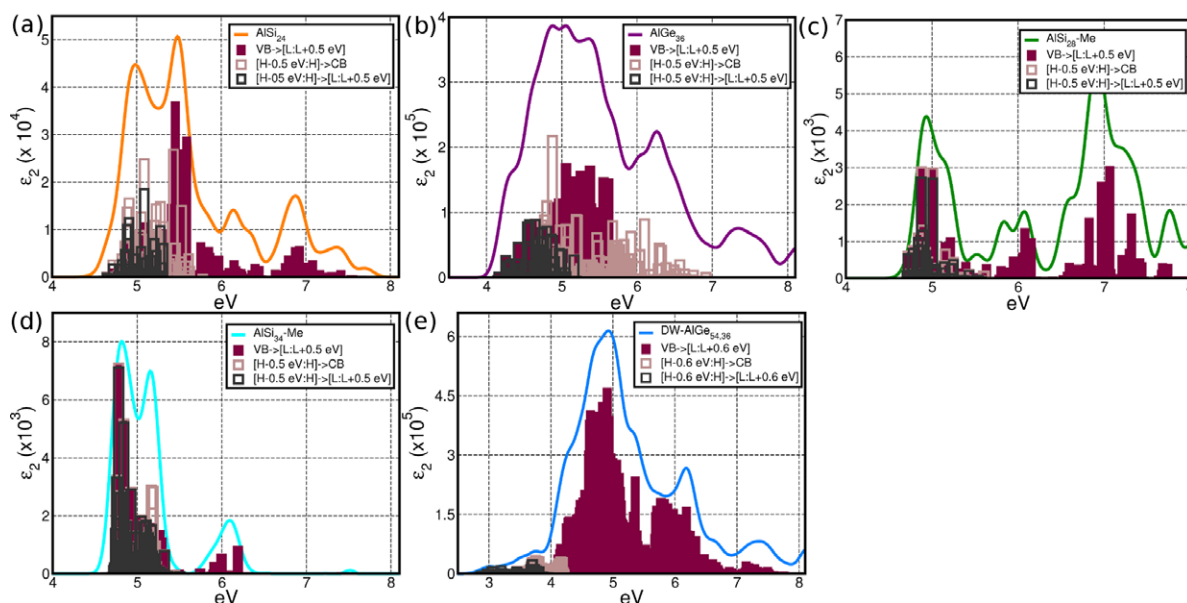 (a)
AlSi24
VB->[L:L+0.5 eV]
[H-0.5 eV:H]->CB
[H-05 eV:H]->[L:L+0.5 eV]
ε2 (x 10^4)
5
4
3
2
1
0
4 5 6 7 8
eV
(b)
AlGe36
VB->[L:L+0.5 eV]
[H-0.5 eV:H]->CB
[H-0.5 eV:H]->[L:L+0.5 eV]
ε2 (x 10^5)
4
3
2
1
0
4 5 6 7 8
eV
(c)
AlSi28-Me
VB->[L:L+0.5 eV]
[H-0.5 eV:H]->CB
[H-0.5 eV:H]->[L:L+0.5 eV]
ε2 (x10^3)
5
4
3
2
1
0
4 5 6 7 8
eV
(d)
AlSi34-Me
VB->[L:L+0.5 eV]
[H-0.5 eV:H]->CB
[H-0.5 eV:H]->[L:L+0.5 eV]
ε2 (x10^3)
8
6
4
2
0
4 5 6 7 8
eV
(e)
DW-AlGe54,36
VB->[L:L+0.6 eV]
[H-0.6 eV:H]->CB
[H-0.6 eV:H]->[L:L+0.6 eV]
ε2 (x10^5)
6
4.5
3
1.5
0
3 4 5 6 7 8
eV